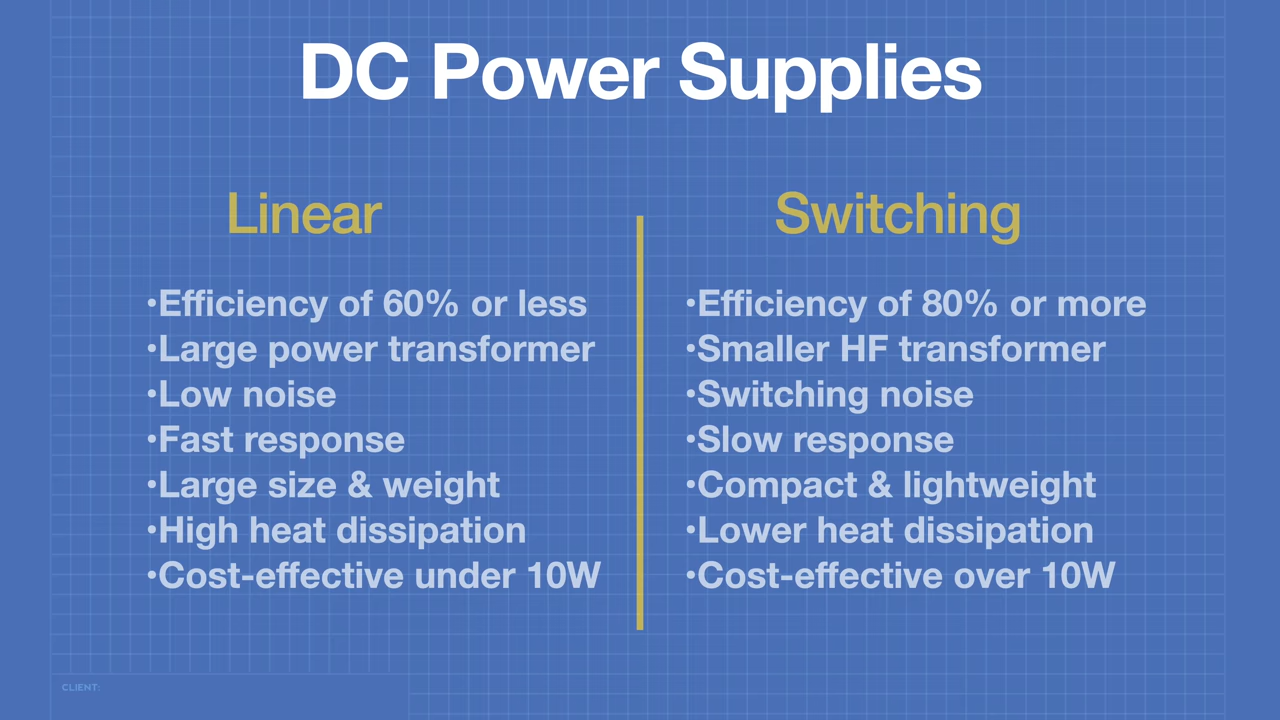 DC Power Supplies
Linear
•Efficiency of 60% or less
•Large power transformer
•Low noise
•Fast response
•Large size & weight
•High heat dissipation
•Cost-effective under 10W
Switching
•Efficiency of 80% or more
•Smaller HF transformer
•Switching noise
•Slow response
•Compact & lightweight
•Lower heat dissipation
•Cost-effective over 10W
CLIENT: